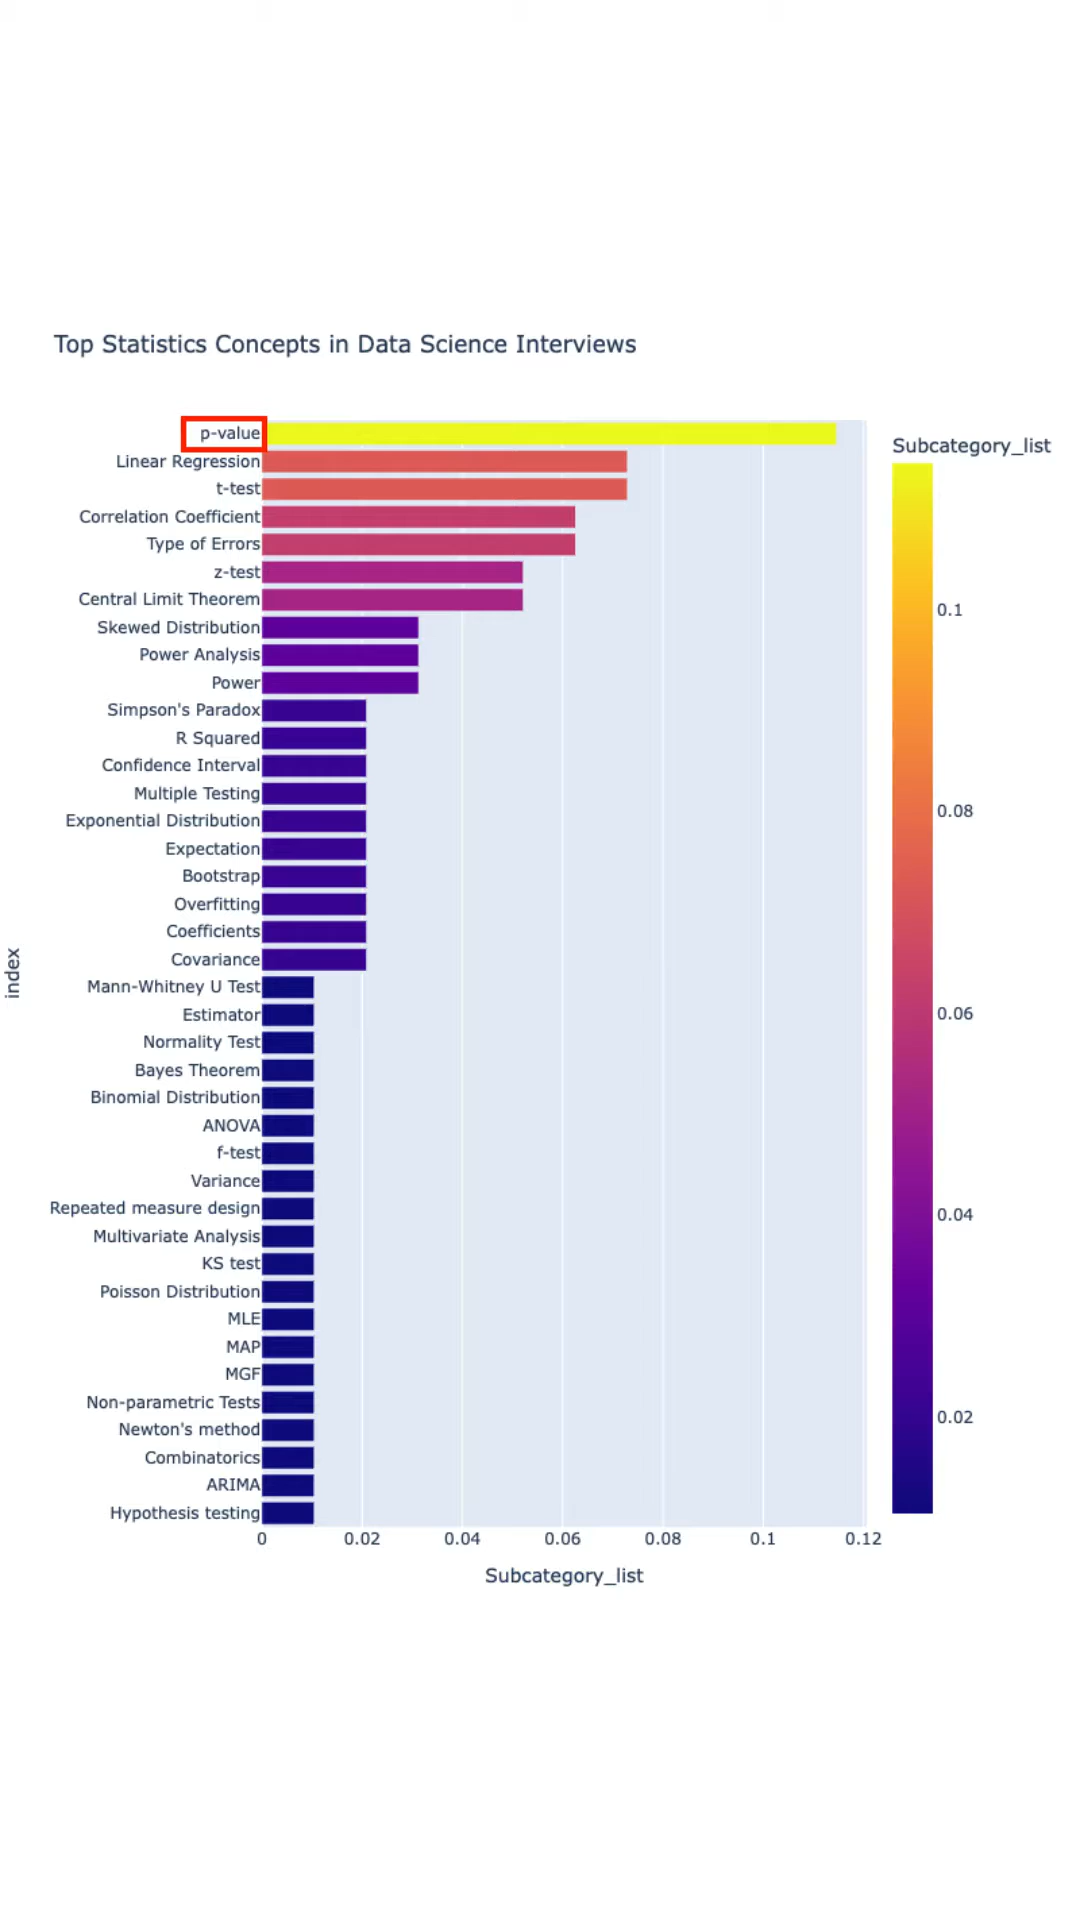 Top Statistics Concepts in Data Science Interviews
p-value
Linear Regression
t-test
Correlation Coefficient
Type of Errors
z-test
Central Limit Theorem
Skewed Distribution
Power Analysis
Power
Simpson's Paradox
R Squared
Confidence Interval
Multiple Testing
Exponential Distribution
Expectation
Bootstrap
Overfitting
Coefficients
Covariance
Mann-Whitney U Test
Estimator
Normality Test
Bayes Theorem
Binomial Distribution
ANOVA
f-test
Variance
Repeated measure design
Multivariate Analysis
KS test
Poisson Distribution
MLE
MAP
MGF
Non-parametric Tests
Newton's method
Combinatorics
ARIMA
Hypothesis testing
index
0 0.02 0.04 0.06 0.08 0.1 0.12
Subcategory_list
Subcategory_list
0.1
0.08
0.06
0.04
0.02